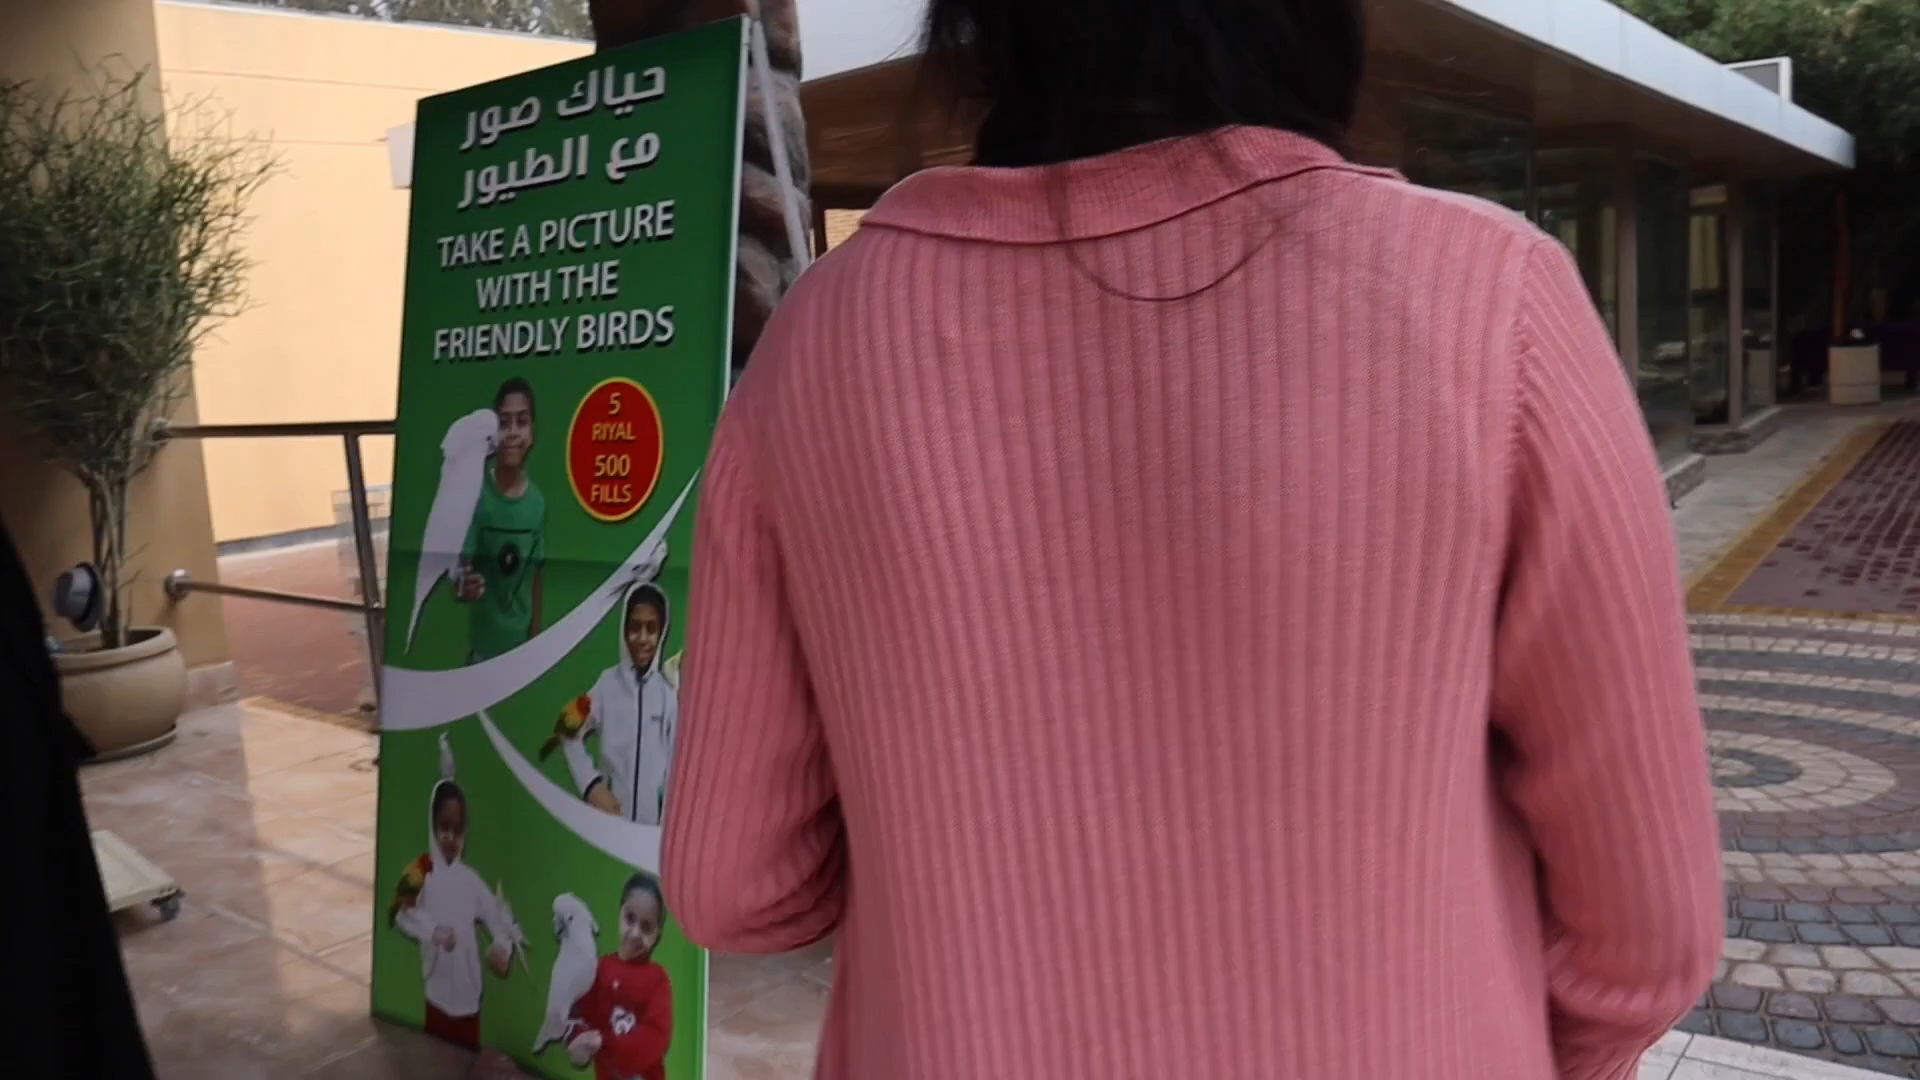 حياك صور
مع الطيور
TAKE A PICTURE
WITH THE
FRIENDLY BIRDS
5
RIYAL
500
FILLS